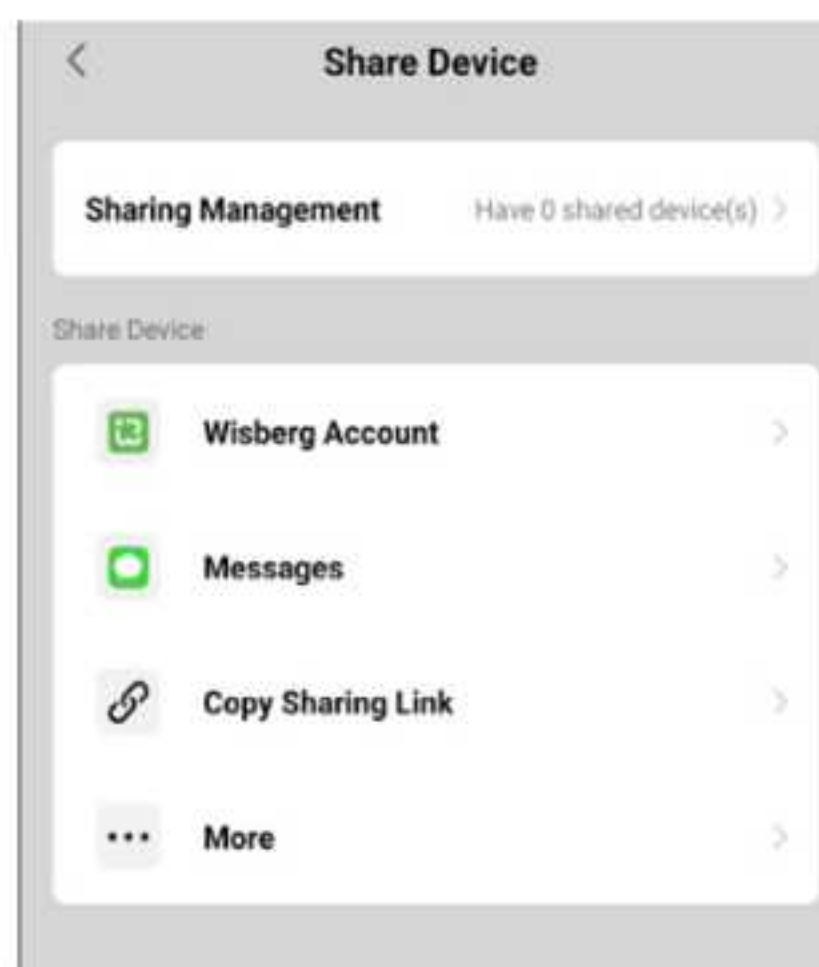 Share Device
Sharing Management Have 0 shared device(s)
Share Device
Wisberg Account
Messages
Copy Sharing Link
More